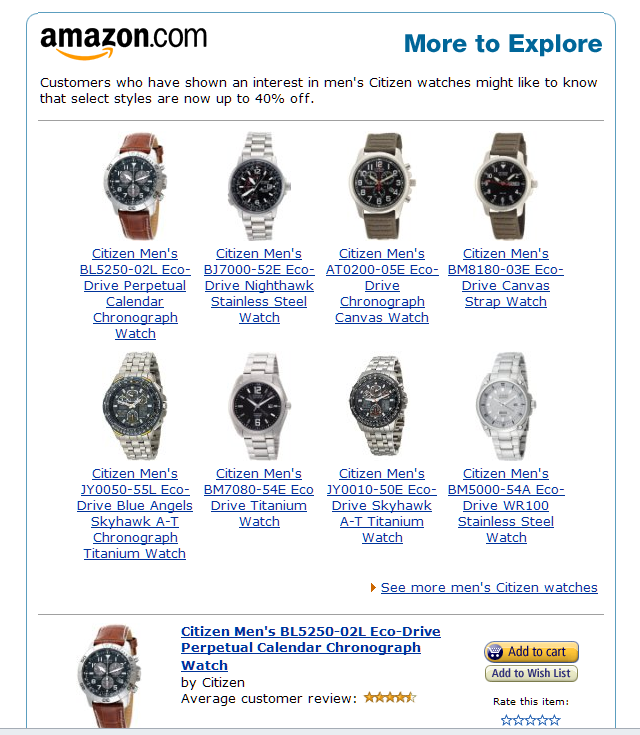 amazon.com
More to Explore
Customers who have shown an interest in men's Citizen watches might like to know
that select styles are now up to 40% off.
Citizen Men's
BL5250-02L Eco-
Drive Perpetual
Calendar
Chronograph
Watch
Citizen Men's
BJ7000-52E Eco-
Drive Nighthawk
Stainless Steel
Watch
Citizen Men's
AT0200-05E Eco-
Drive
Chronograph
Canvas Watch
Citizen Men's
BM8180-03E Eco-
Drive Canvas
Strap Watch
Citizen Men's
JY0050-55L Eco-
Drive Blue Angels
Skyhawk A-T
Chronograph
Titanium Watch
Citizen Men's
BM7080-54E Eco
Drive Titanium
Watch
Citizen Men's
JY0010-50E Eco-
Drive Skyhawk
A-T Titanium
Watch
Citizen Men's
BM5000-54A Eco-
Drive WR100
Stainless Steel
Watch
See more men's Citizen watches
Citizen Men's BL5250-02L Eco-Drive
Perpetual Calendar Chronograph
Watch
by Citizen
Average customer review:
Add to cart
Add to Wish List
Rate this item: